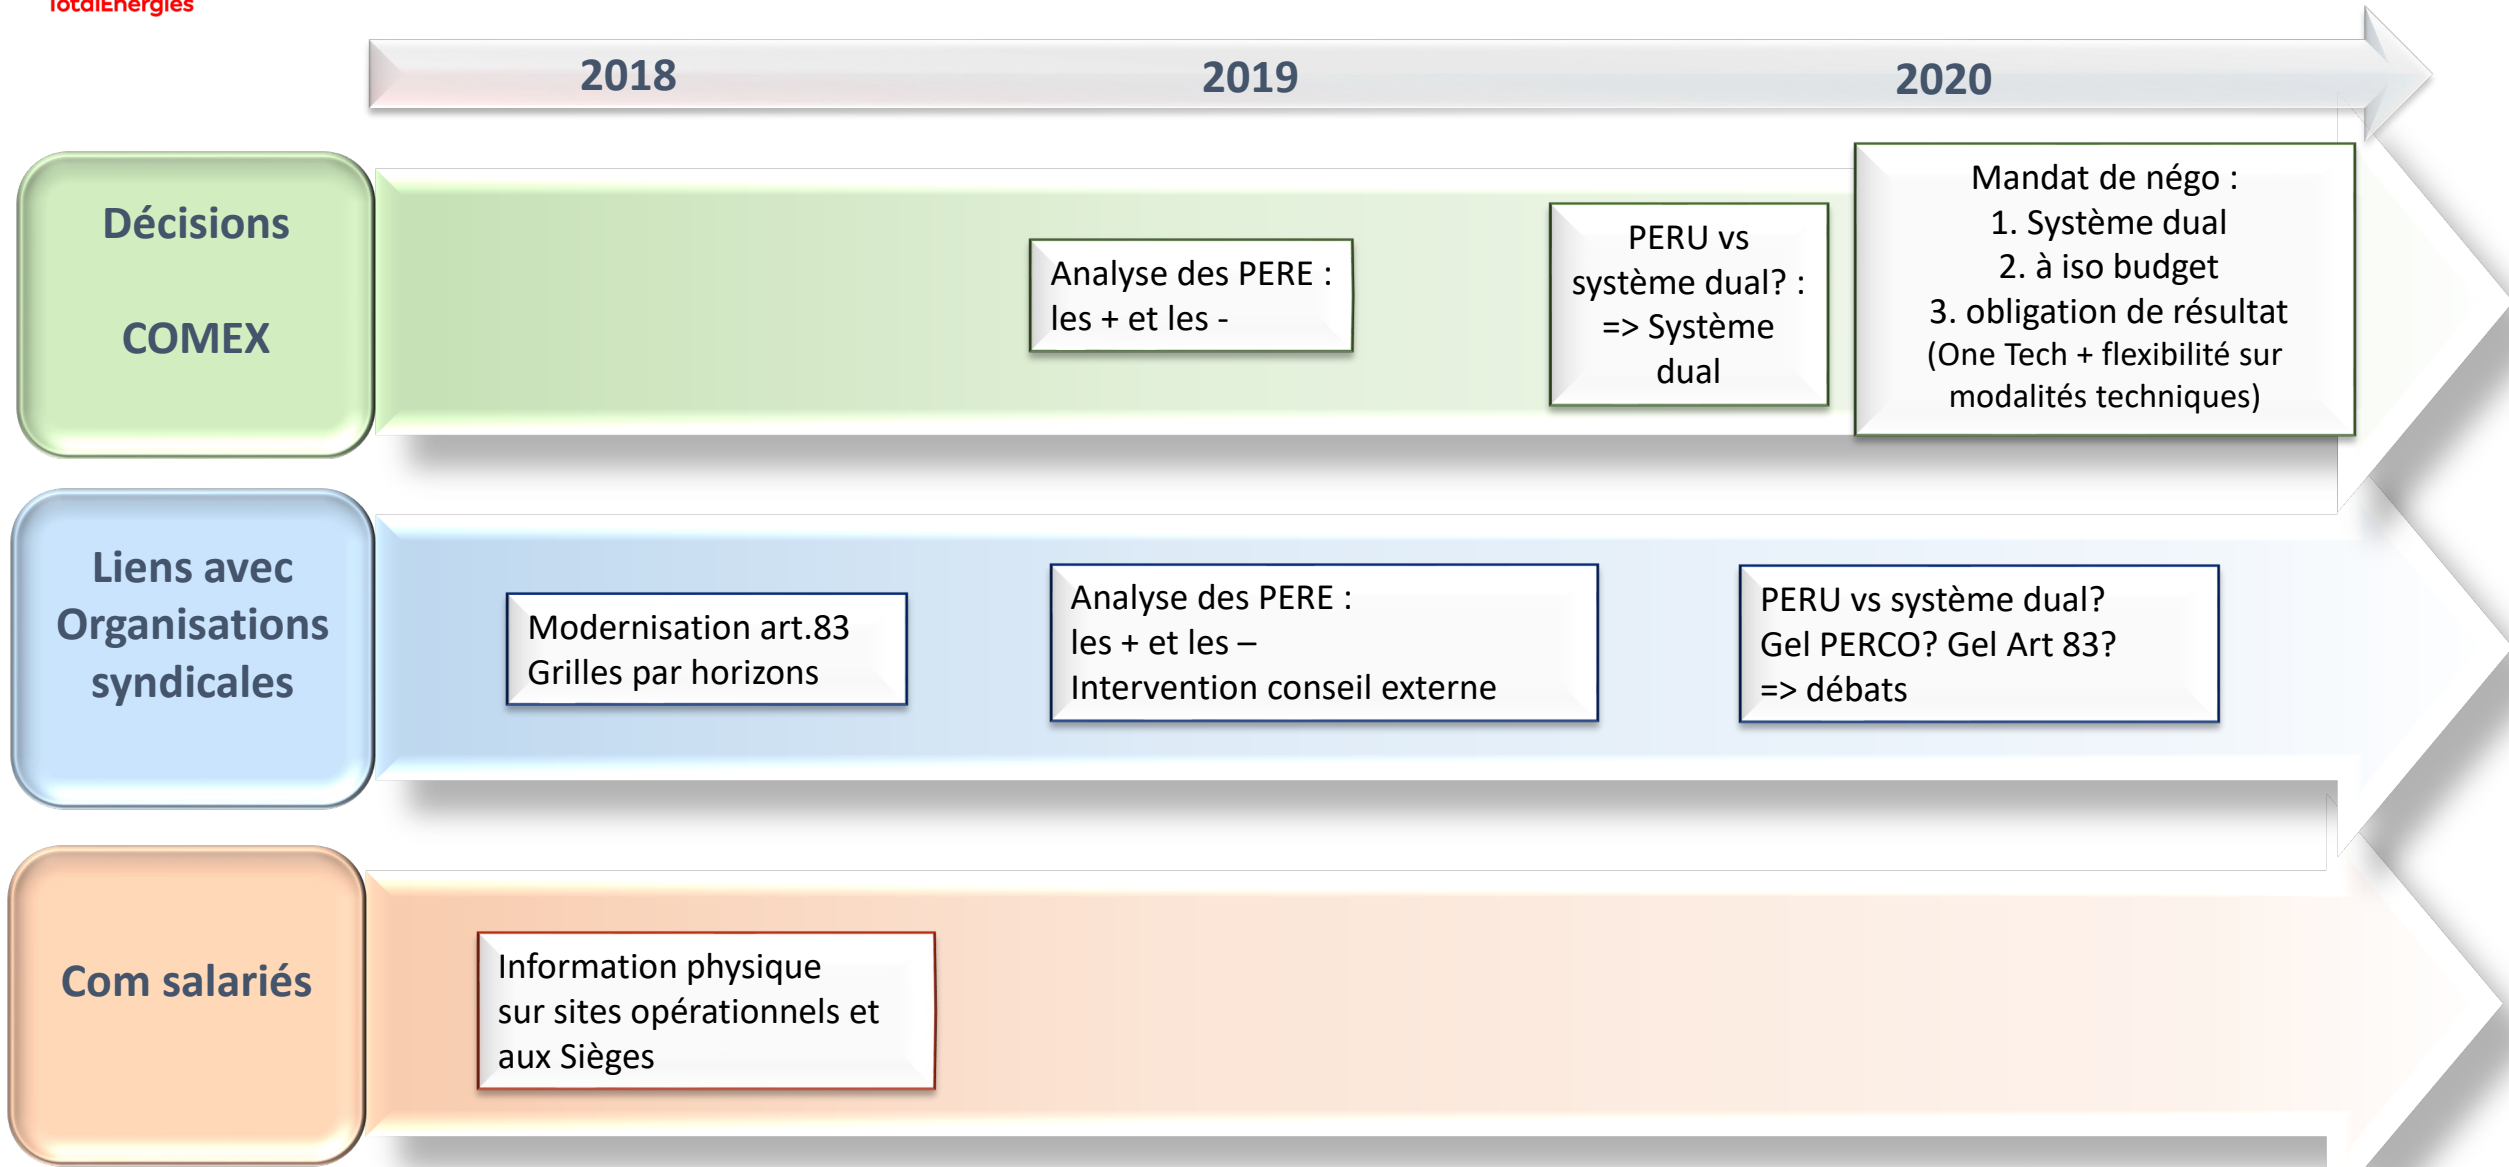 TotalEnergies
2018
2019
2020
Décisions
COMEX
Analyse des PERE :
les + et les -
PERU vs
système dual? :
=> Système
dual
Mandat de négo :
1. Système dual
2. à iso budget
3. obligation de résultat
(One Tech + flexibilité sur
modalités techniques)
Liens avec
Organisations
syndicales
Modernisation art.83
Grilles par horizons
Analyse des PERE :
les + et les –
Intervention conseil externe
PERU vs système dual?
Gel PERCO? Gel Art 83?
=> débats
Com salariés
Information physique
sur sites opérationnels et
aux Sièges